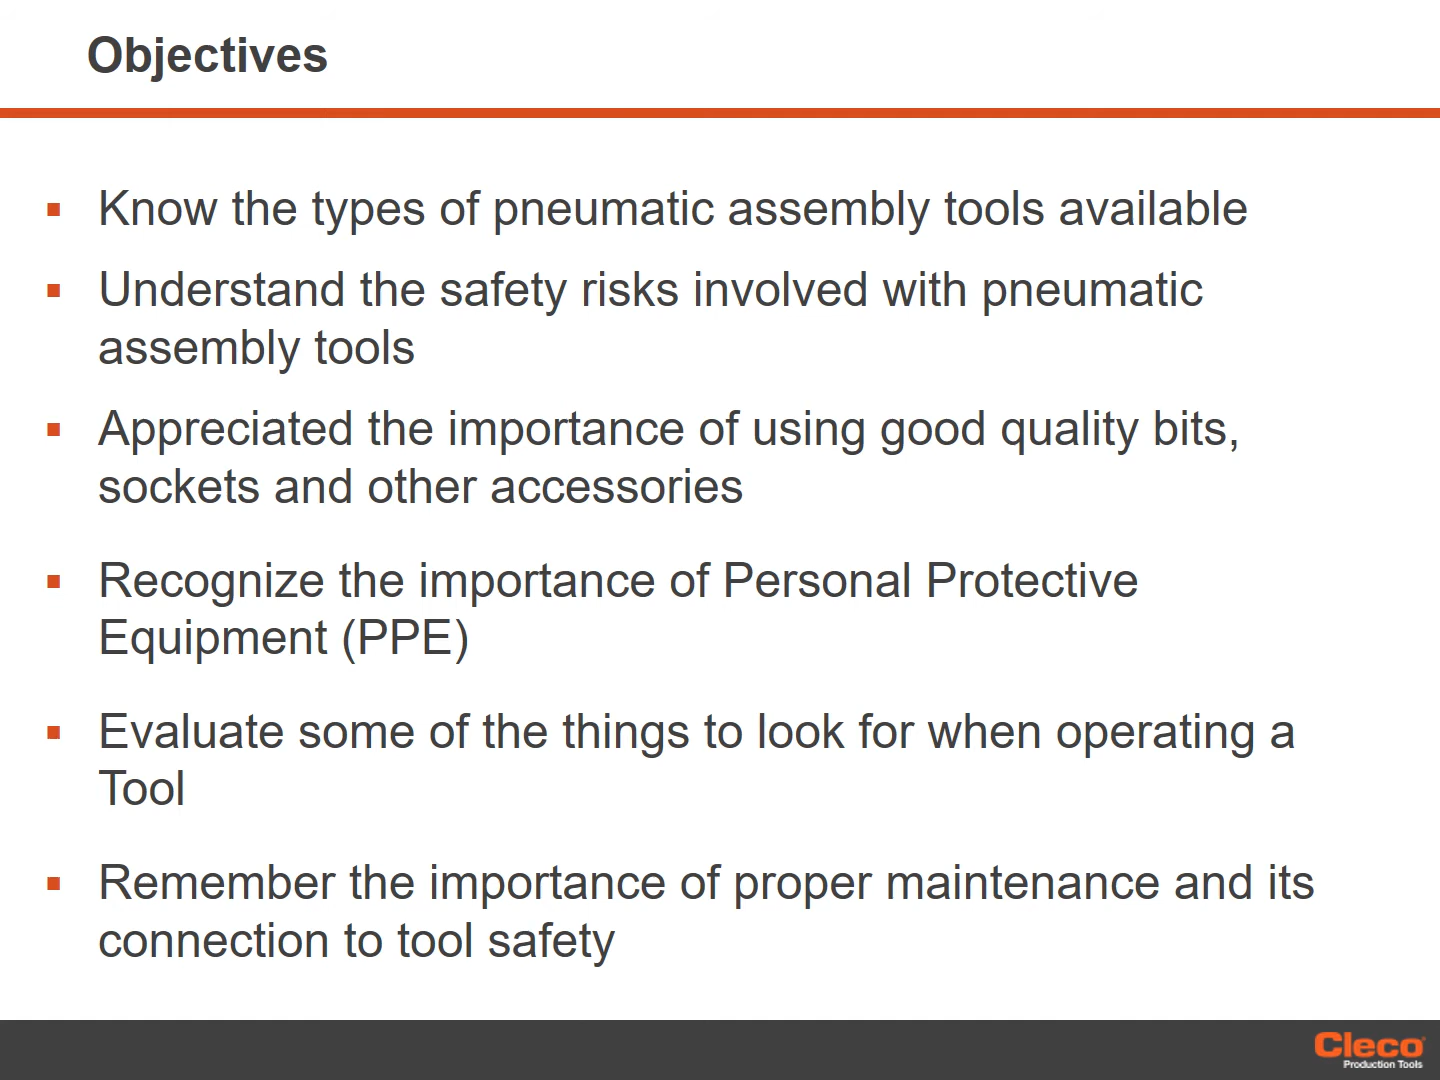 Objectives
▪ Know the types of pneumatic assembly tools available
▪ Understand the safety risks involved with pneumatic
assembly tools
▪ Appreciated the importance of using good quality bits,
sockets and other accessories
▪ Recognize the importance of Personal Protective
Equipment (PPE)
▪ Evaluate some of the things to look for when operating a
Tool
▪ Remember the importance of proper maintenance and its
connection to tool safety
Cleco
Production Tools